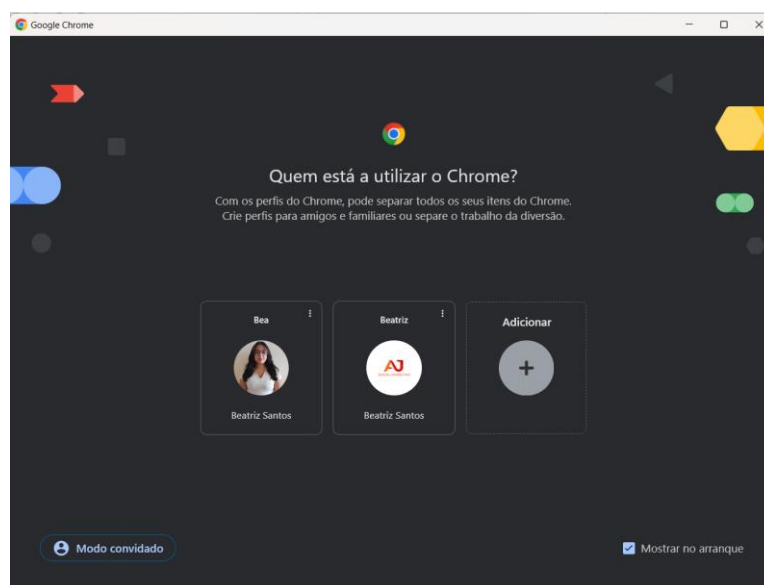 Google Chrome
Quem está a utilizar o Chrome?
Com os perfis do Chrome, pode separar todos os seus itens do Chrome.
Crie perfis para amigos e familiares ou separe o trabalho da diversão.
Bea
Beatriz
Adicionar
AJ
Beatriz Santos
Beatriz Santos
Modo convidado
Mostrar no arranque